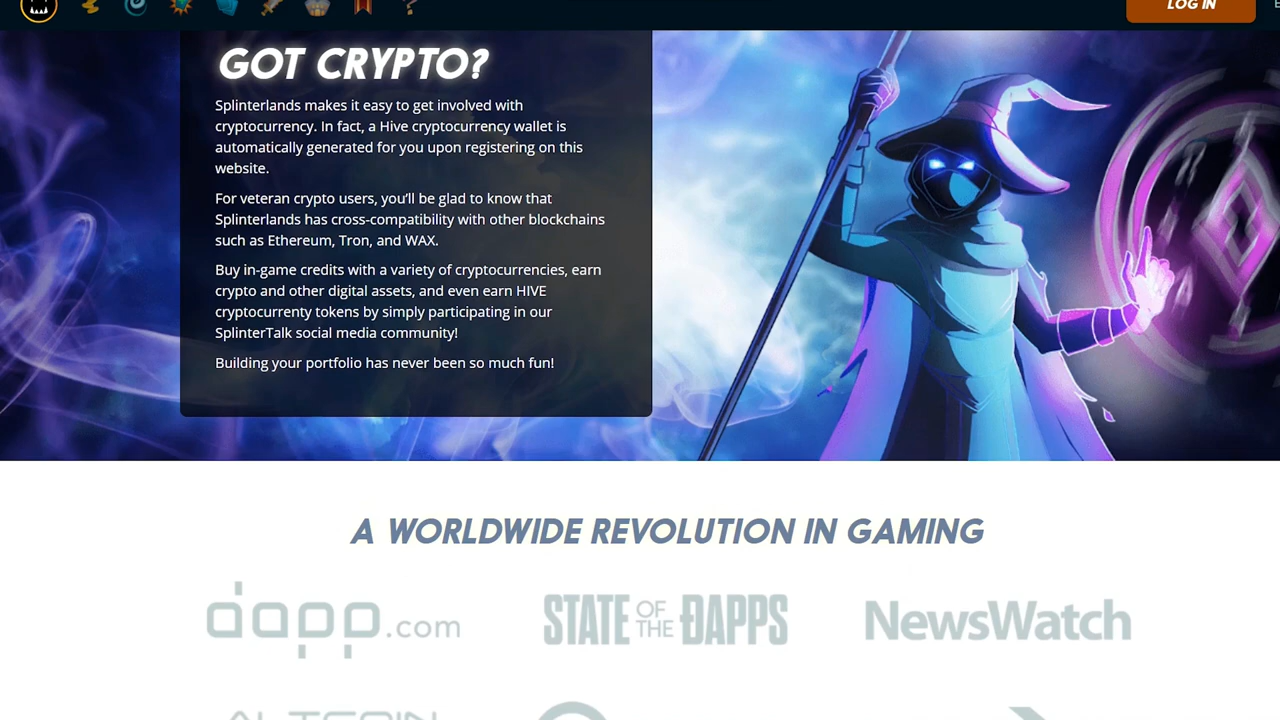 LOG IN
GOT CRYPTO?
Splinterlands makes it easy to get involved with
cryptocurrency. In fact, a Hive cryptocurrency wallet is
automatically generated for you upon registering on this
website.
For veteran crypto users, you'll be glad to know that
Splinterlands has cross-compatibility with other blockchains
such as Ethereum, Tron, and WAX.
Buy in-game credits with a variety of cryptocurrencies, earn
crypto and other digital assets, and even earn HIVE
cryptocurrenty tokens by simply participating in our
SplinterTalk social media community!
Building your portfolio has never been so much fun!
A WORLDWIDE REVOLUTION IN GAMING
dapp.com
STATE OF THE ĐAPPS
NewsWatch